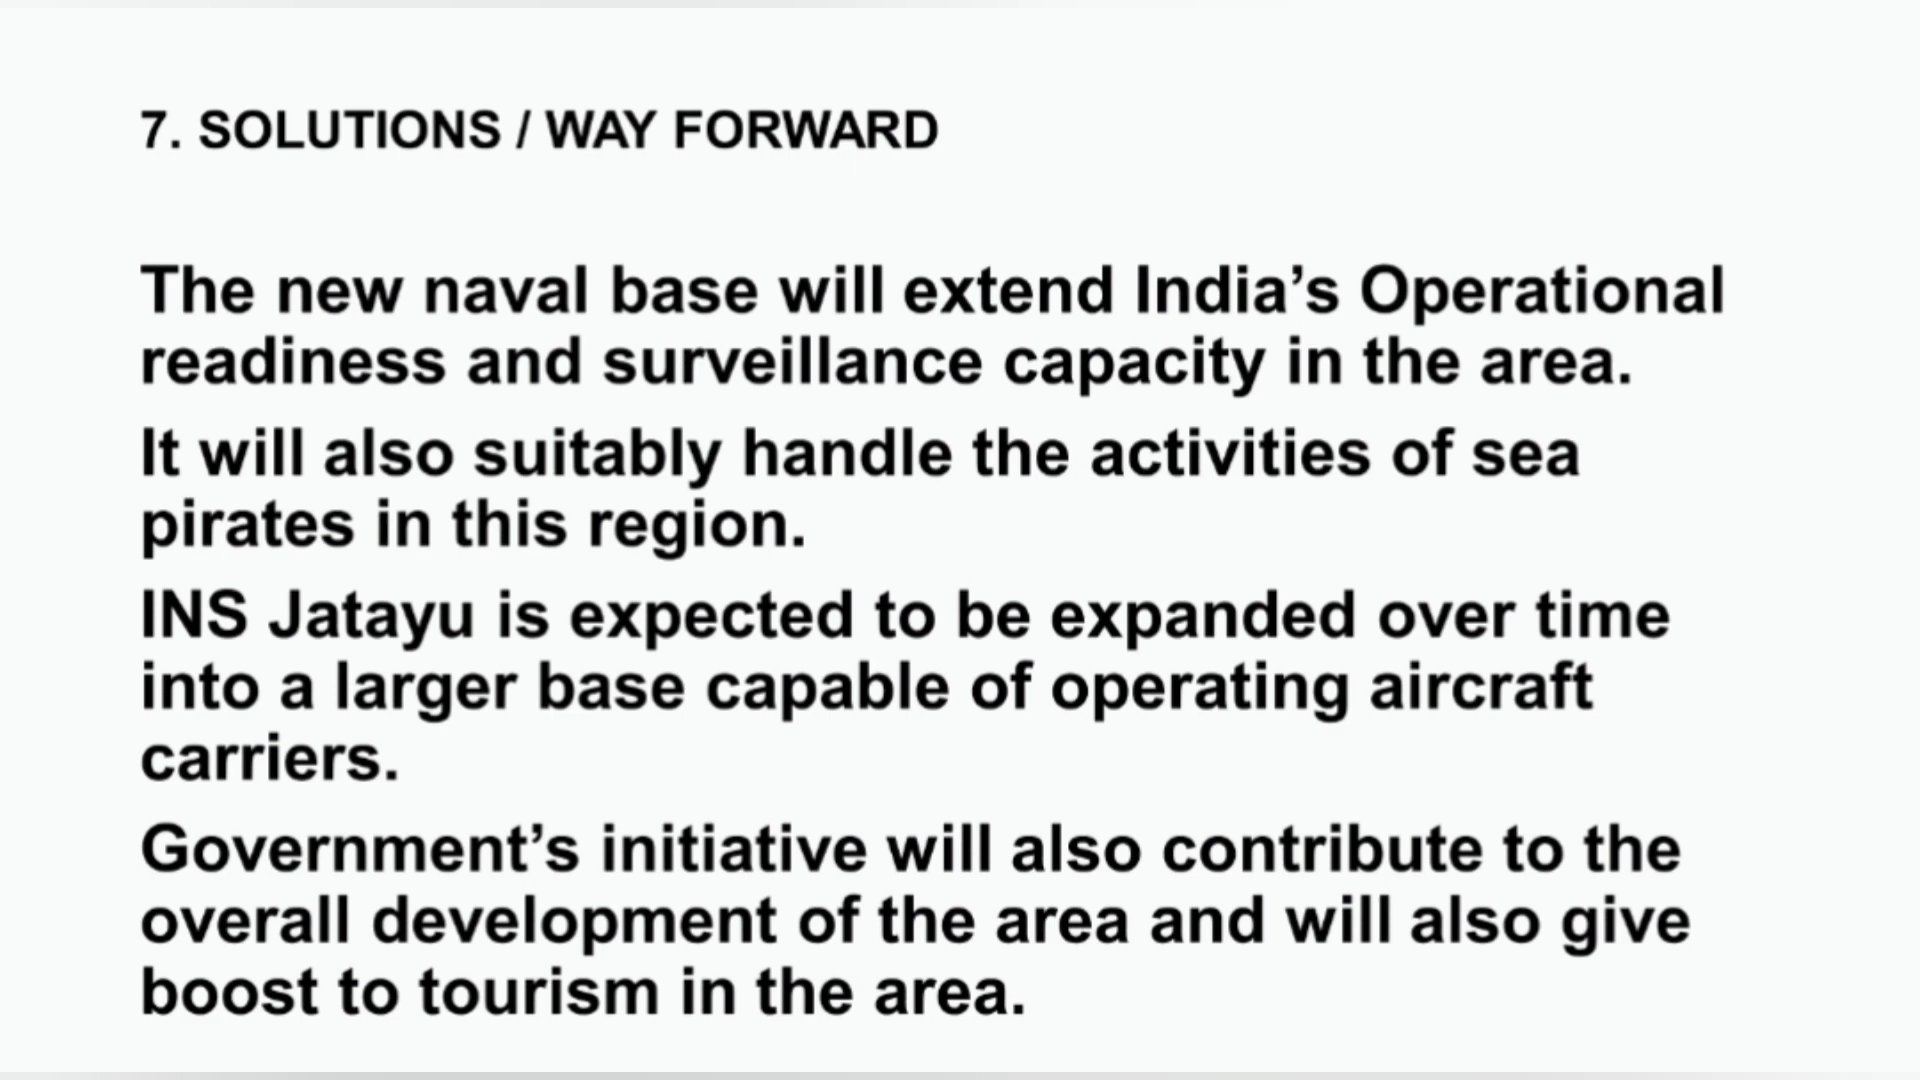 7. SOLUTIONS / WAY FORWARD
The new naval base will extend India’s Operational
readiness and surveillance capacity in the area.
It will also suitably handle the activities of sea
pirates in this region.
INS Jatayu is expected to be expanded over time
into a larger base capable of operating aircraft
carriers.
Government’s initiative will also contribute to the
overall development of the area and will also give
boost to tourism in the area.